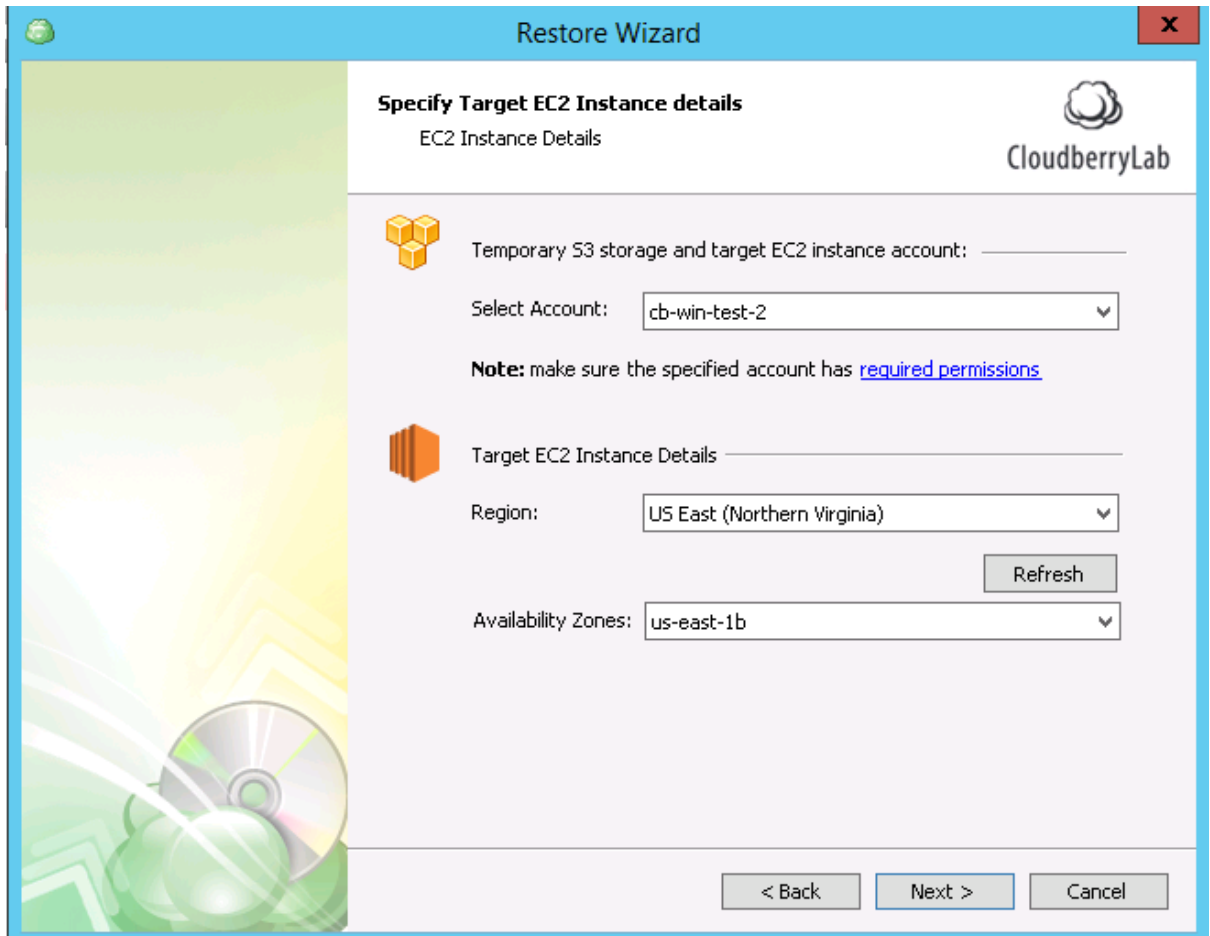 Restore Wizard
x
Specify Target EC2 Instance details
EC2 Instance Details
CloudberryLab
Temporary S3 storage and target EC2 instance account:
Select Account: cb-win-test-2
Note: make sure the specified account has required permissions
Target EC2 Instance Details
Region: US East (Northern Virginia)
Refresh
Availability Zones: us-east-1b
< Back Next > Cancel